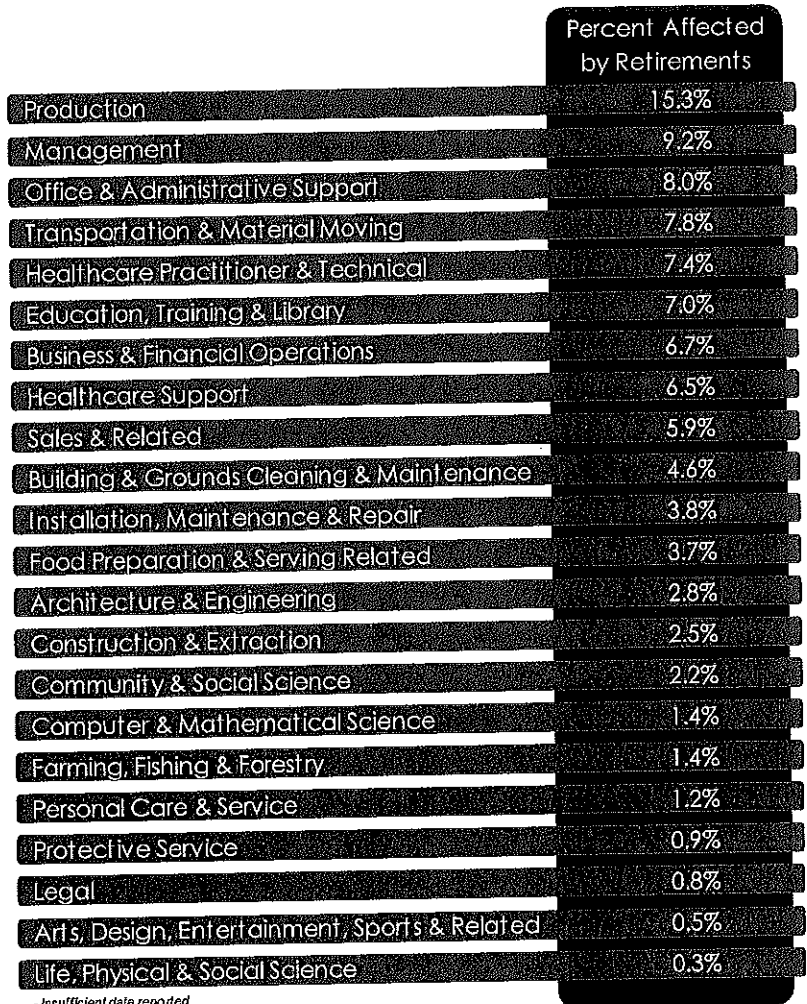 Percent Affected
by Retirements
Production 15.3%
Management 9.2%
Office & Administrative Support 8.0%
Transportation & Material Moving 7.8%
Healthcare Practitioner & Technical 7.4%
Education, Training & Library 7.0%
Business & Financial Operations 6.7%
Healthcare Support 6.5%
Sales & Related 5.9%
Building & Grounds Cleaning & Maintenance 4.6%
Installation, Maintenance & Repair 3.8%
Food Preparation & Serving Related 3.7%
Architecture & Engineering 2.8%
Construction & Extraction 2.5%
Community & Social Science 2.2%
Computer & Mathematical Science 1.4%
Farming, Fishing & Forestry 1.4%
Personal Care & Service 1.2%
Protective Service 0.9%
Legal 0.8%
Arts, Design, Entertainment, Sports & Related 0.5%
Life, Physical & Social Science 0.3%
- Insufficient data reported